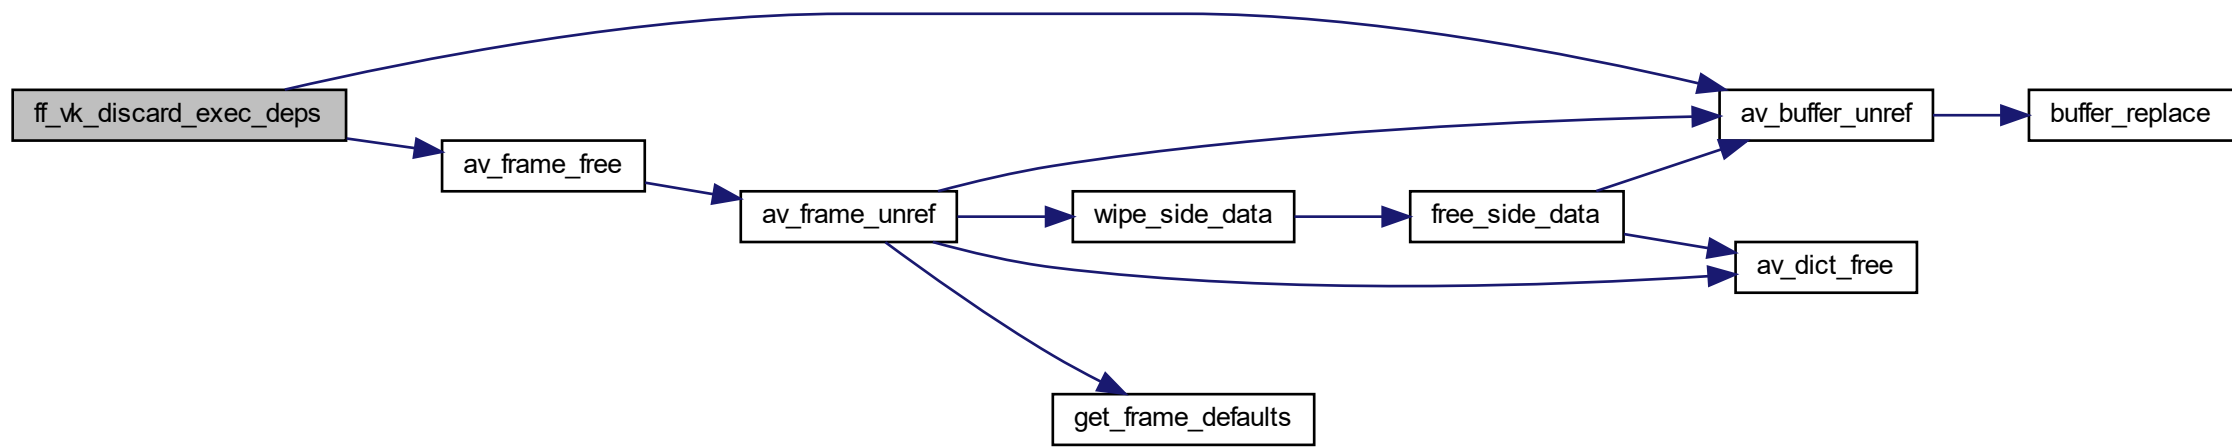 ff_vk_discard_exec_deps
av_frame_free
av_frame_unref
wipe_side_data
free_side_data
av_buffer_unref
buffer_replace
av_dict_free
get_frame_defaults